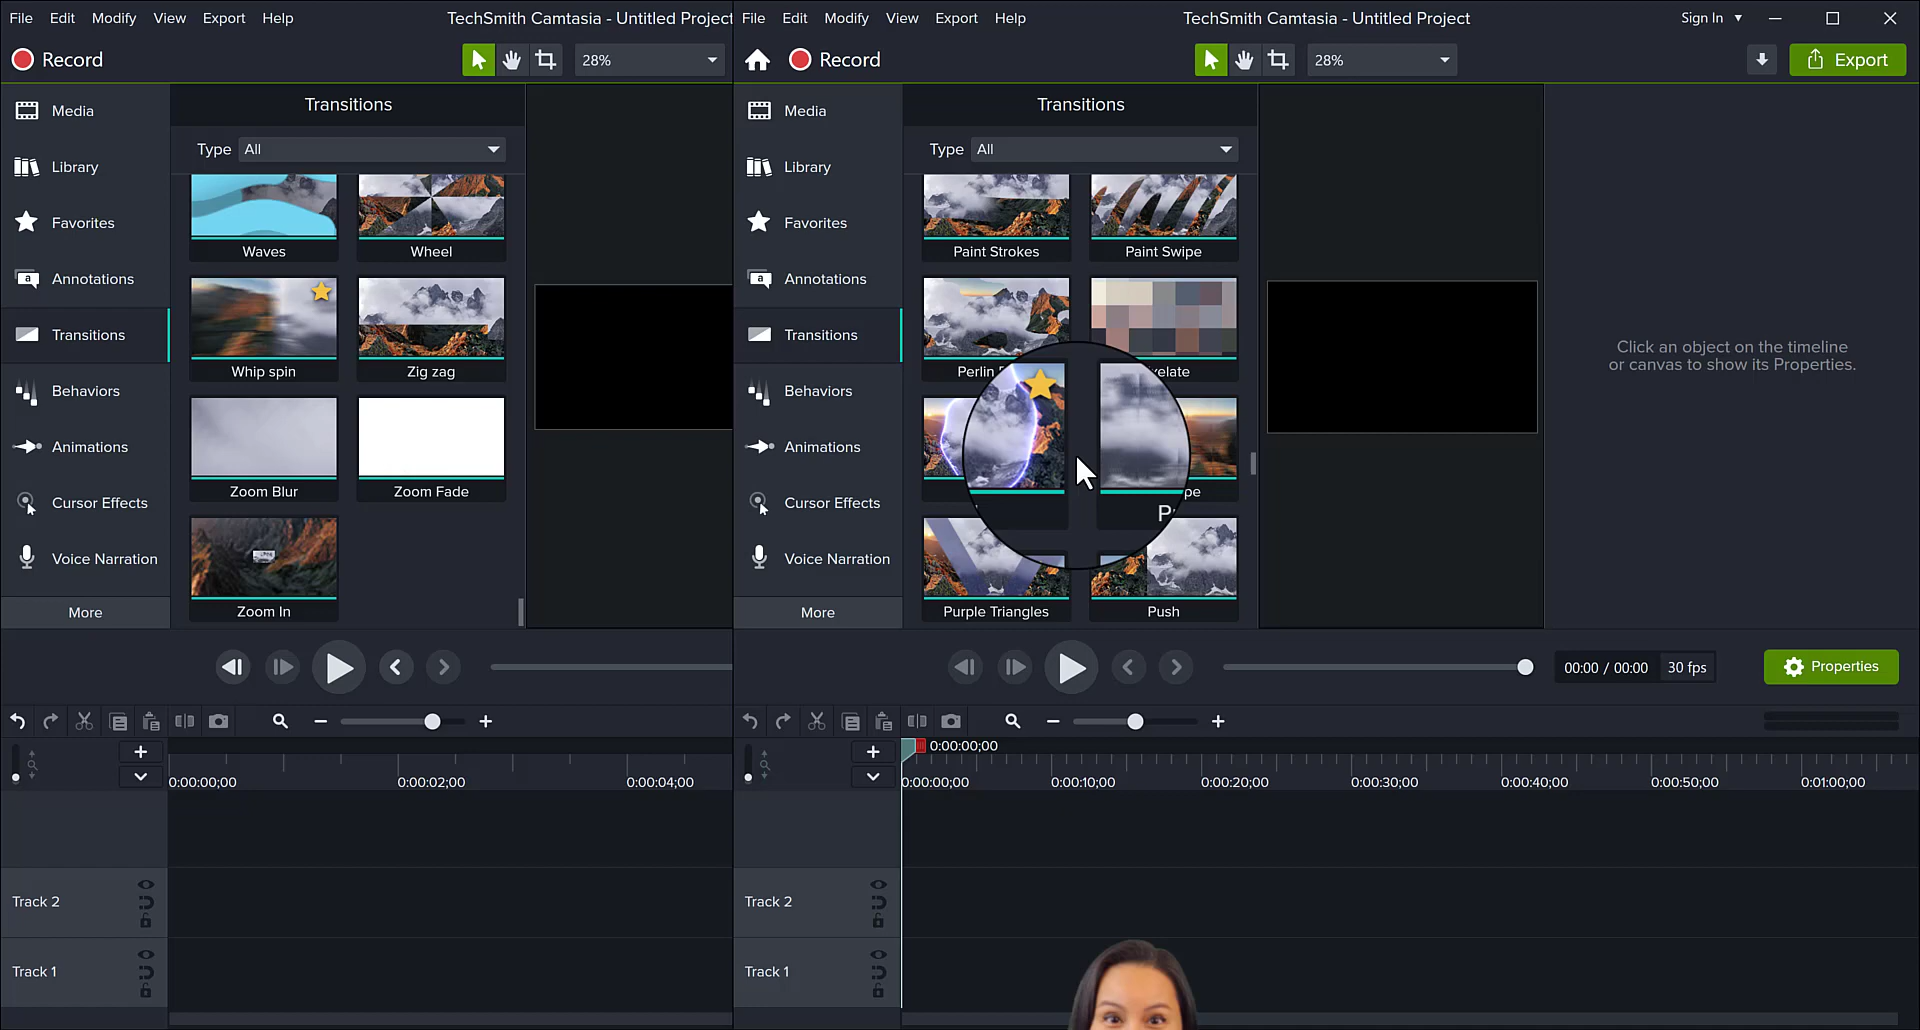 File Edit Modify View Export Help TechSmith Camtasia - Untitled Project
Record 28%
Media
Library
Favorites
Annotations
Transitions
Behaviors
Animations
Cursor Effects
Voice Narration
More
Transitions
Type All
Waves Wheel
Whip spin Zig zag
Zoom Blur Zoom Fade
Zoom In
0:00:00;00 0:00:02;00 0:00:04;00
Track 2
Track 1
File Edit Modify View Export Help TechSmith Camtasia - Untitled Project Sign In
Record 28% Export
Media
Library
Favorites
Annotations
Transitions
Behaviors
Animations
Cursor Effects
Voice Narration
More
Transitions
Type All
Paint Strokes Paint Swipe
Perlin
Purple Triangles Push
Click an object on the timeline
or canvas to show its Properties.
00:00 / 00:00 30 fps Properties
0:00:00;00
0:00:00;00 0:00:10;00 0:00:20;00 0:00:30;00 0:00:40;00 0:00:50;00 0:01:00;00
Track 2
Track 1